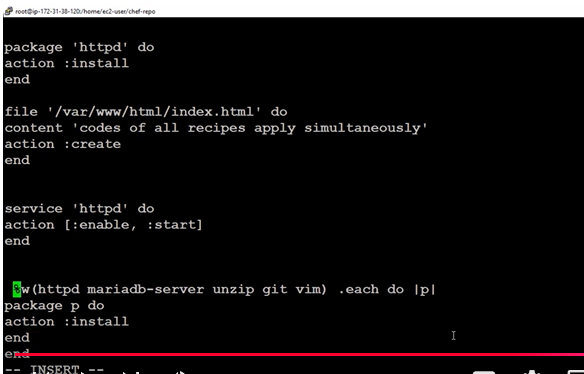 root@ip-172-31-38-120:/home/ec2-user/chef-repo
package 'httpd' do
action :install
end
file '/var/www/html/index.html' do
content 'codes of all recipes apply simultaneously'
action :create
end
service 'httpd' do
action [:enable, :start]
end
%w(httpd mariadb-server unzip git vim) .each do |p|
package p do
action :install
end
end
-- INSERT --